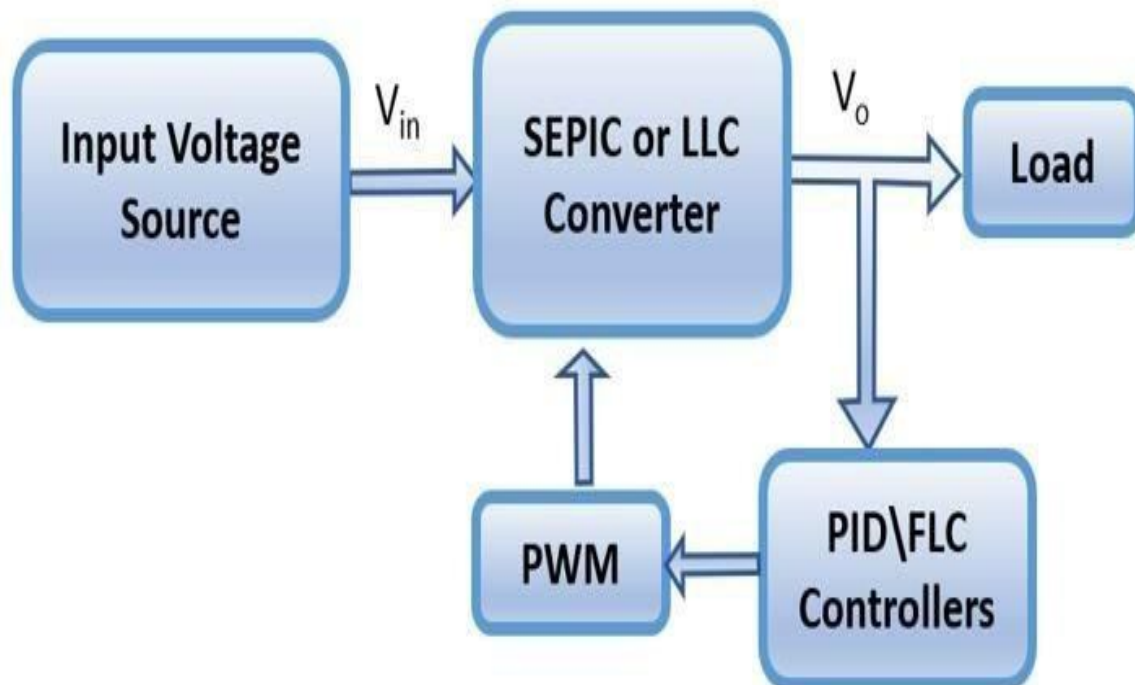 Input Voltage
Source
V_in
SEPIC or LLC
Converter
V_o
Load
PWM
PID\FLC
Controllers